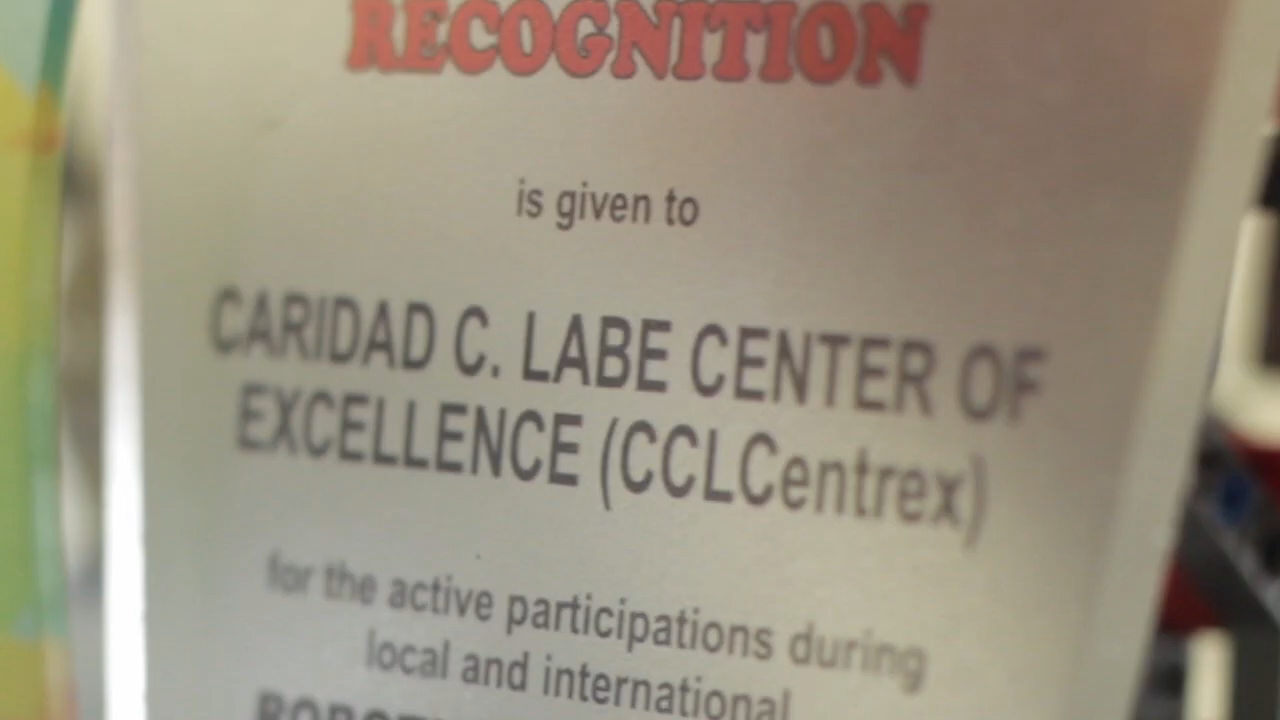 RECOGNITION
is given to
CARIDAD C. LABE CENTER OF
EXCELLENCE (CCLCentrex)
for the active participations during
local and international